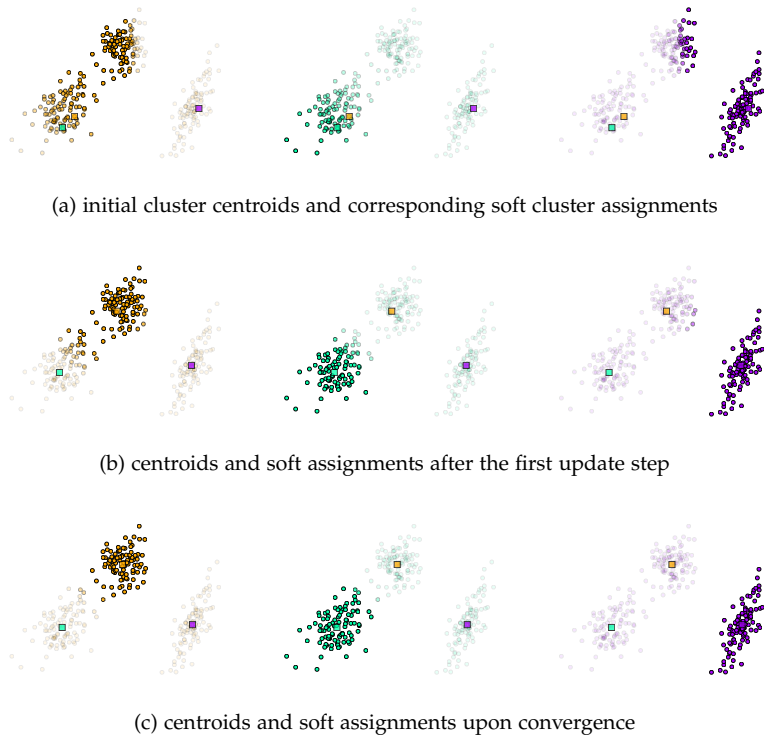 (a) initial cluster centroids and corresponding soft cluster assignments
(b) centroids and soft assignments after the first update step
(c) centroids and soft assignments upon convergence